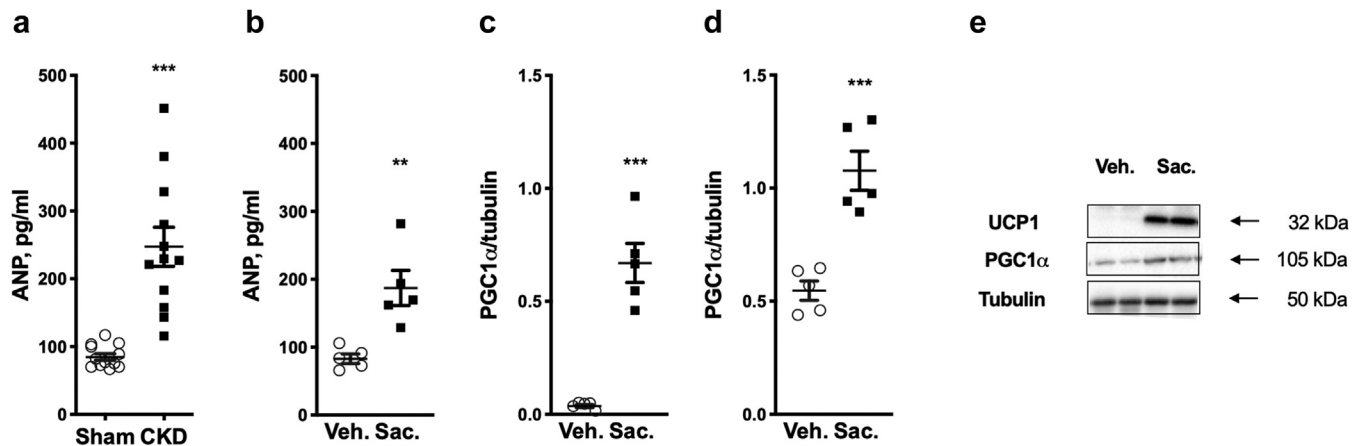 a
***
500
400
300
200
100
0
ANP, pg/ml
Sham CKD
b
**
500
400
300
200
100
0
ANP, pg/ml
Veh. Sac.
c
***
1.5
1.0
0.5
0.0
PGC1α/tubulin
Veh. Sac.
d
***
1.5
1.0
0.5
0.0
PGC1α/tubulin
Veh. Sac.
e
Veh. Sac.
UCP1 ← 32 kDa
PGC1α ← 105 kDa
Tubulin ← 50 kDa